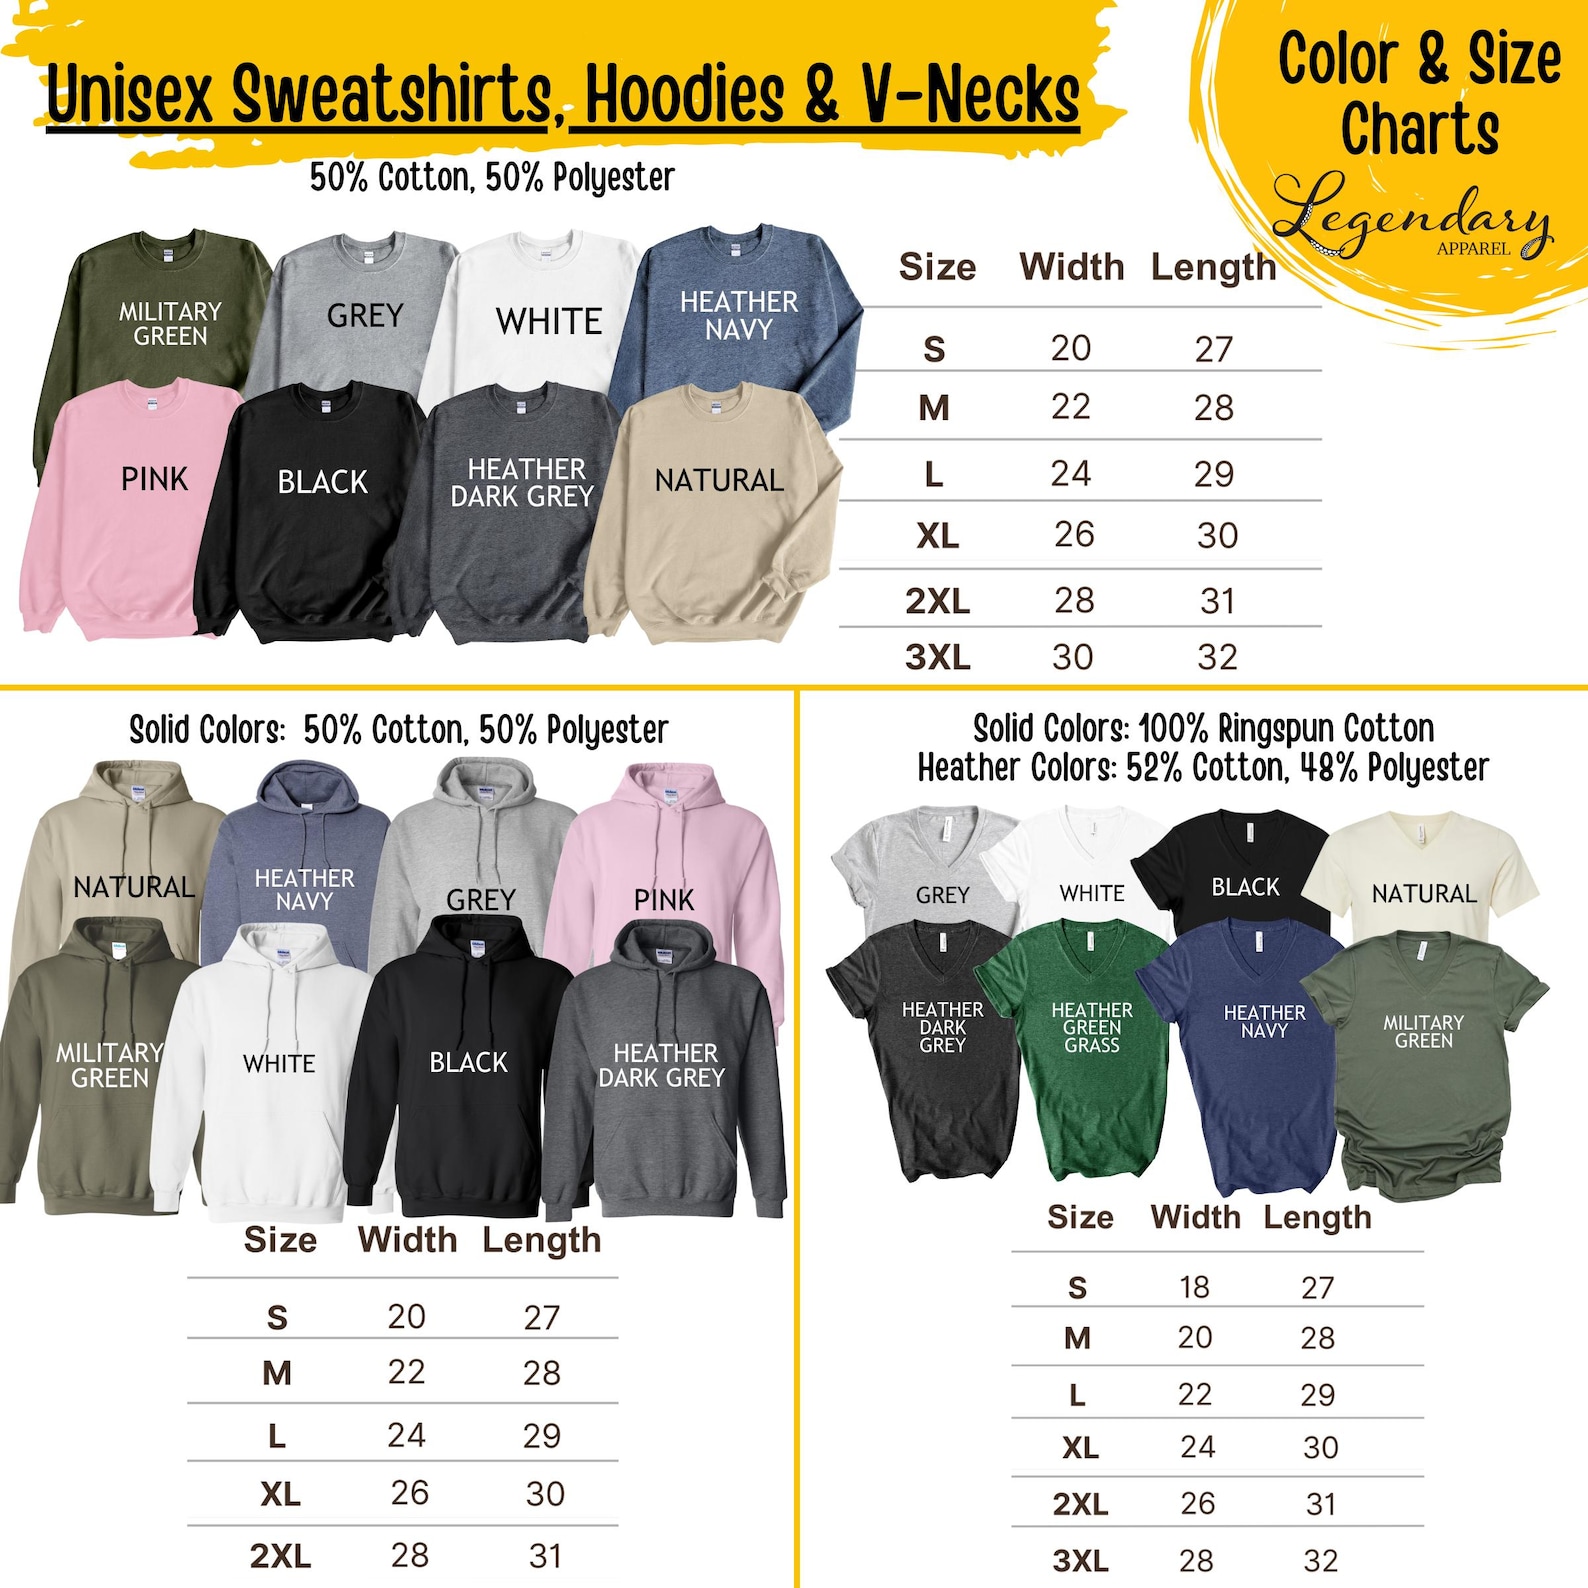 Unisex Sweatshirts, Hoodies & V-Necks
50% Cotton, 50% Polyester
Color & Size
Charts
Legendary
APPAREL
MILITARY
GREEN
GREY
WHITE
HEATHER
NAVY
PINK
BLACK
HEATHER
DARK GREY
NATURAL
Size Width Length
S 20 27
M 22 28
L 24 29
XL 26 30
2XL 28 31
3XL 30 32
Solid Colors: 50% Cotton, 50% Polyester
NATURAL
HEATHER
NAVY
GREY
PINK
MILITARY
GREEN
WHITE
BLACK
HEATHER
DARK GREY
Size Width Length
S 20 27
M 22 28
L 24 29
XL 26 30
2XL 28 31
Solid Colors: 100% Ringspun Cotton
Heather Colors: 52% Cotton, 48% Polyester
GREY
WHITE
BLACK
NATURAL
HEATHER
DARK
GREY
HEATHER
GREEN
GRASS
HEATHER
NAVY
MILITARY
GREEN
Size Width Length
S 18 27
M 20 28
L 22 29
XL 24 30
2XL 26 31
3XL 28 32